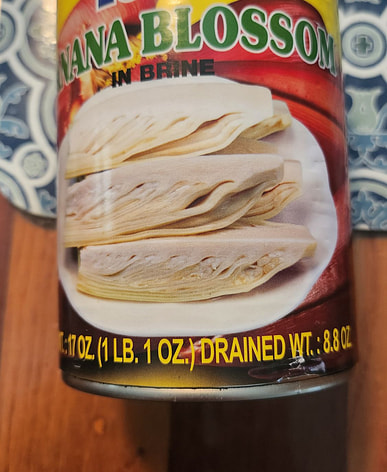 NANA BLOSSOM
IN BRINE
T.: 17 OZ. (1 LB. 1 OZ.) DRAINED WT. : 8.8 OZ.